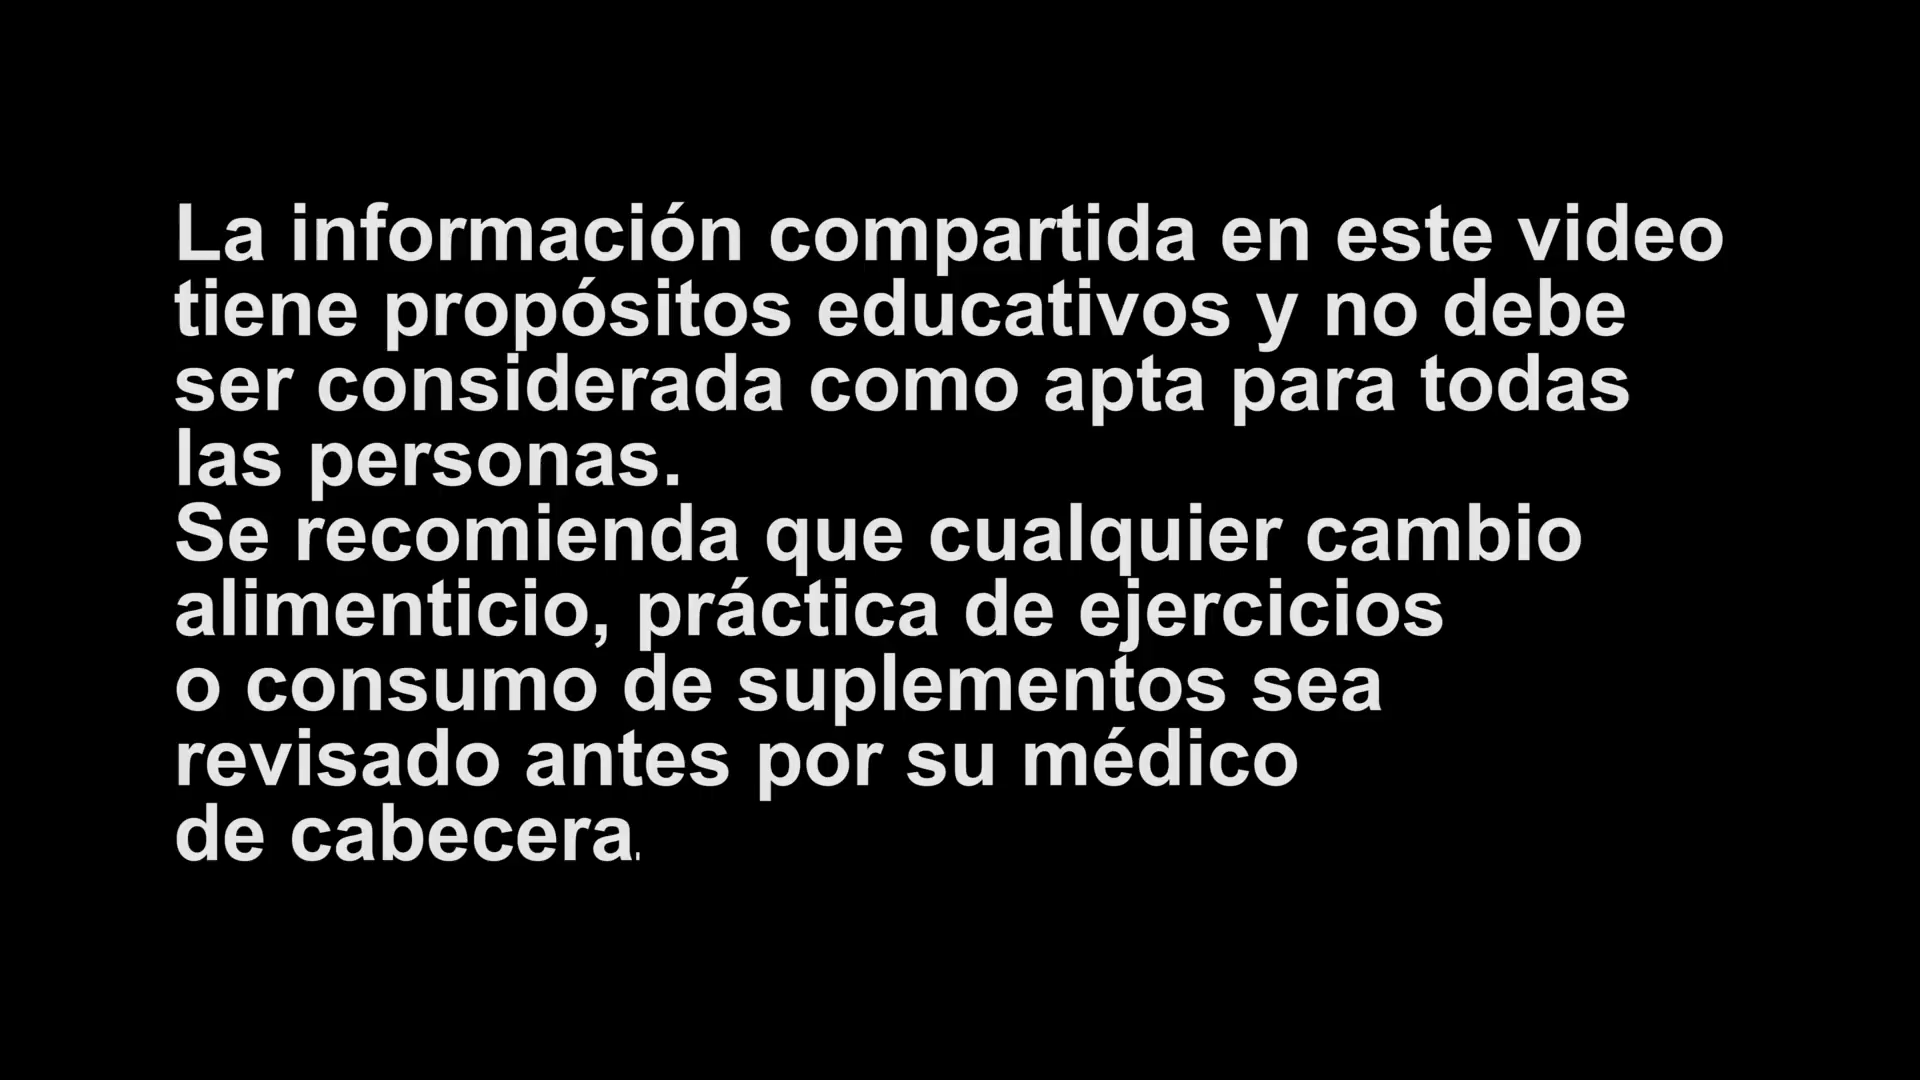 La información compartida en este video
tiene propósitos educativos y no debe
ser considerada como apta para todas
las personas.
Se recomienda que cualquier cambio
alimenticio, práctica de ejercicios
o consumo de suplementos sea
revisado antes por su médico
de cabecera.